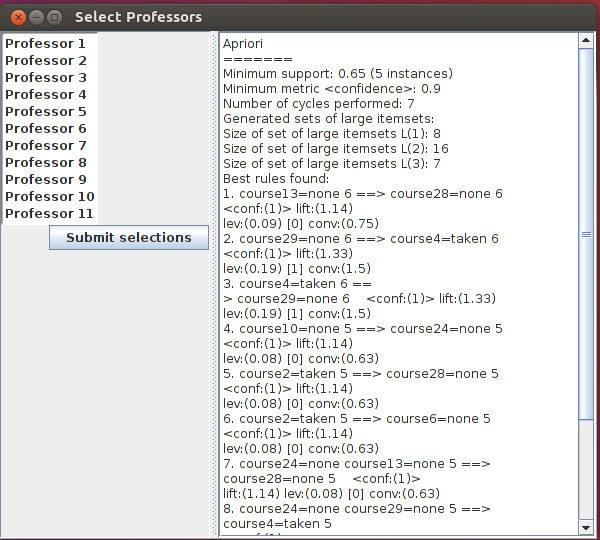 Select Professors
Professor 1
Professor 2
Professor 3
Professor 4
Professor 5
Professor 6
Professor 7
Professor 8
Professor 9
Professor 10
Professor 11
Submit selections
Apriori
=======
Minimum support: 0.65 (5 instances)
Minimum metric <confidence>: 0.9
Number of cycles performed: 7
Generated sets of large itemsets:
Size of set of large itemsets L(1): 8
Size of set of large itemsets L(2): 16
Size of set of large itemsets L(3): 7
Best rules found:
1. course13=none 6 ==> course28=none 6
<conf:(1)> lift:(1.14)
lev:(0.09) [0] conv:(0.75)
2. course29=none 6 ==> course4=taken 6
<conf:(1)> lift:(1.33)
lev:(0.19) [1] conv:(1.5)
3. course4=taken 6 ==
> course29=none 6    <conf:(1)> lift:(1.33)
lev:(0.19) [1] conv:(1.5)
4. course10=none 5 ==> course24=none 5
<conf:(1)> lift:(1.14)
lev:(0.08) [0] conv:(0.63)
5. course2=taken 5 ==> course28=none 5
<conf:(1)> lift:(1.14)
lev:(0.08) [0] conv:(0.63)
6. course2=taken 5 ==> course6=none 5
<conf:(1)> lift:(1.14)
lev:(0.08) [0] conv:(0.63)
7. course24=none course13=none 5 ==>
course28=none 5    <conf:(1)>
lift:(1.14) lev:(0.08) [0] conv:(0.63)
8. course24=none course29=none 5 ==>
course4=taken 5